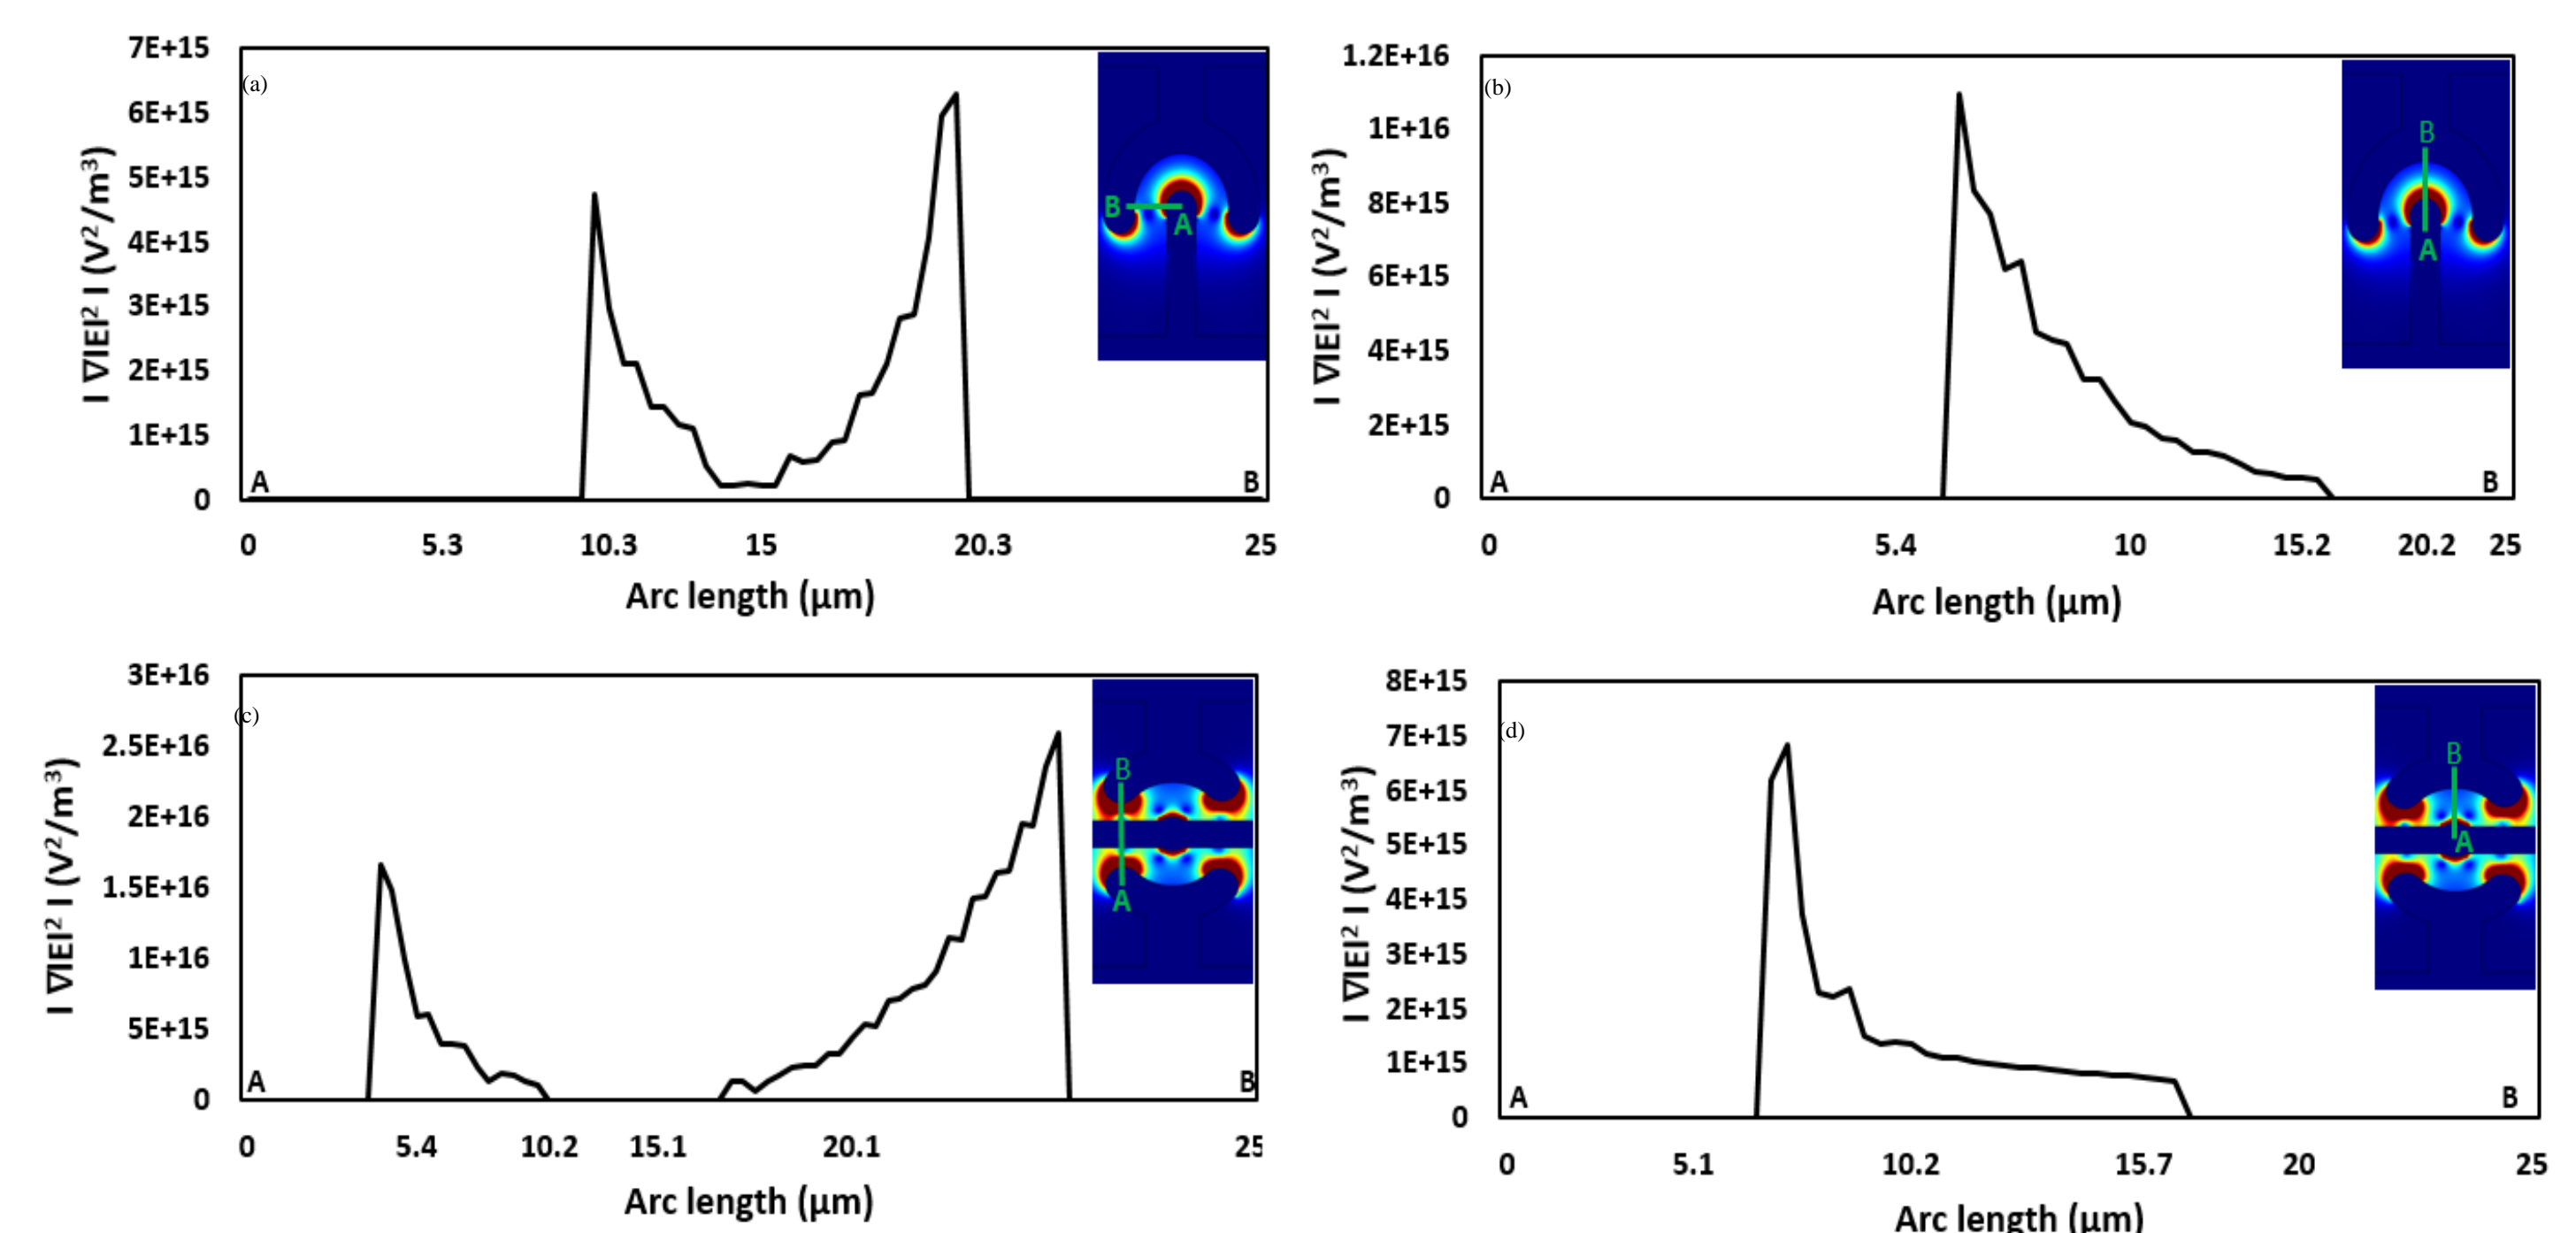 (a)
7E+15
6E+15
5E+15
4E+15
3E+15
2E+15
1E+15
0
I ∇IEI² I (V²/m³)
B
A
A
B
0 5.3 10.3 15 20.3 25
Arc length (μm)
(b)
1.2E+16
1E+16
8E+15
6E+15
4E+15
2E+15
0
I ∇IEI² I (V²/m³)
B
A
A
B
0 5.4 10 15.2 20.2 25
Arc length (μm)
(c)
3E+16
2.5E+16
2E+16
1.5E+16
1E+16
5E+15
0
I ∇IEI² I (V²/m³)
B
A
A
B
0 5.4 10.2 15.1 20.1 25
Arc length (μm)
(d)
8E+15
7E+15
6E+15
5E+15
4E+15
3E+15
2E+15
1E+15
0
I ∇IEI² I (V²/m³)
B
A
A
B
0 5.1 10.2 15.7 20 25
Arc length (μm)